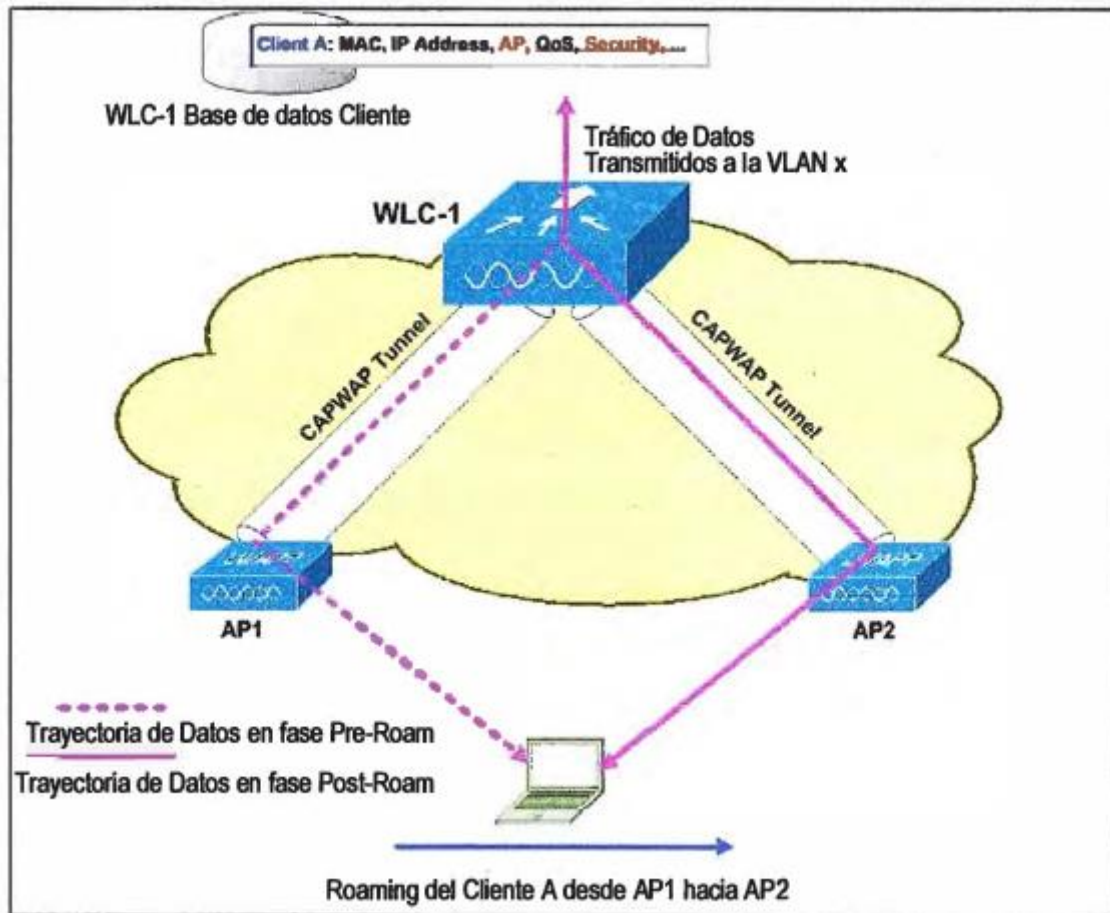 Client A: MAC, IP Address, AP, QoS, Security,...
WLC-1 Base de datos Cliente
Tráfico de Datos
Transmitidos a la VLAN x
WLC-1
CAPWAP Tunnel
CAPWAP Tunnel
AP1
AP2
Trayectoria de Datos en fase Pre-Roam
Trayectoria de Datos en fase Post-Roam
Roaming del Cliente A desde AP1 hacia AP2